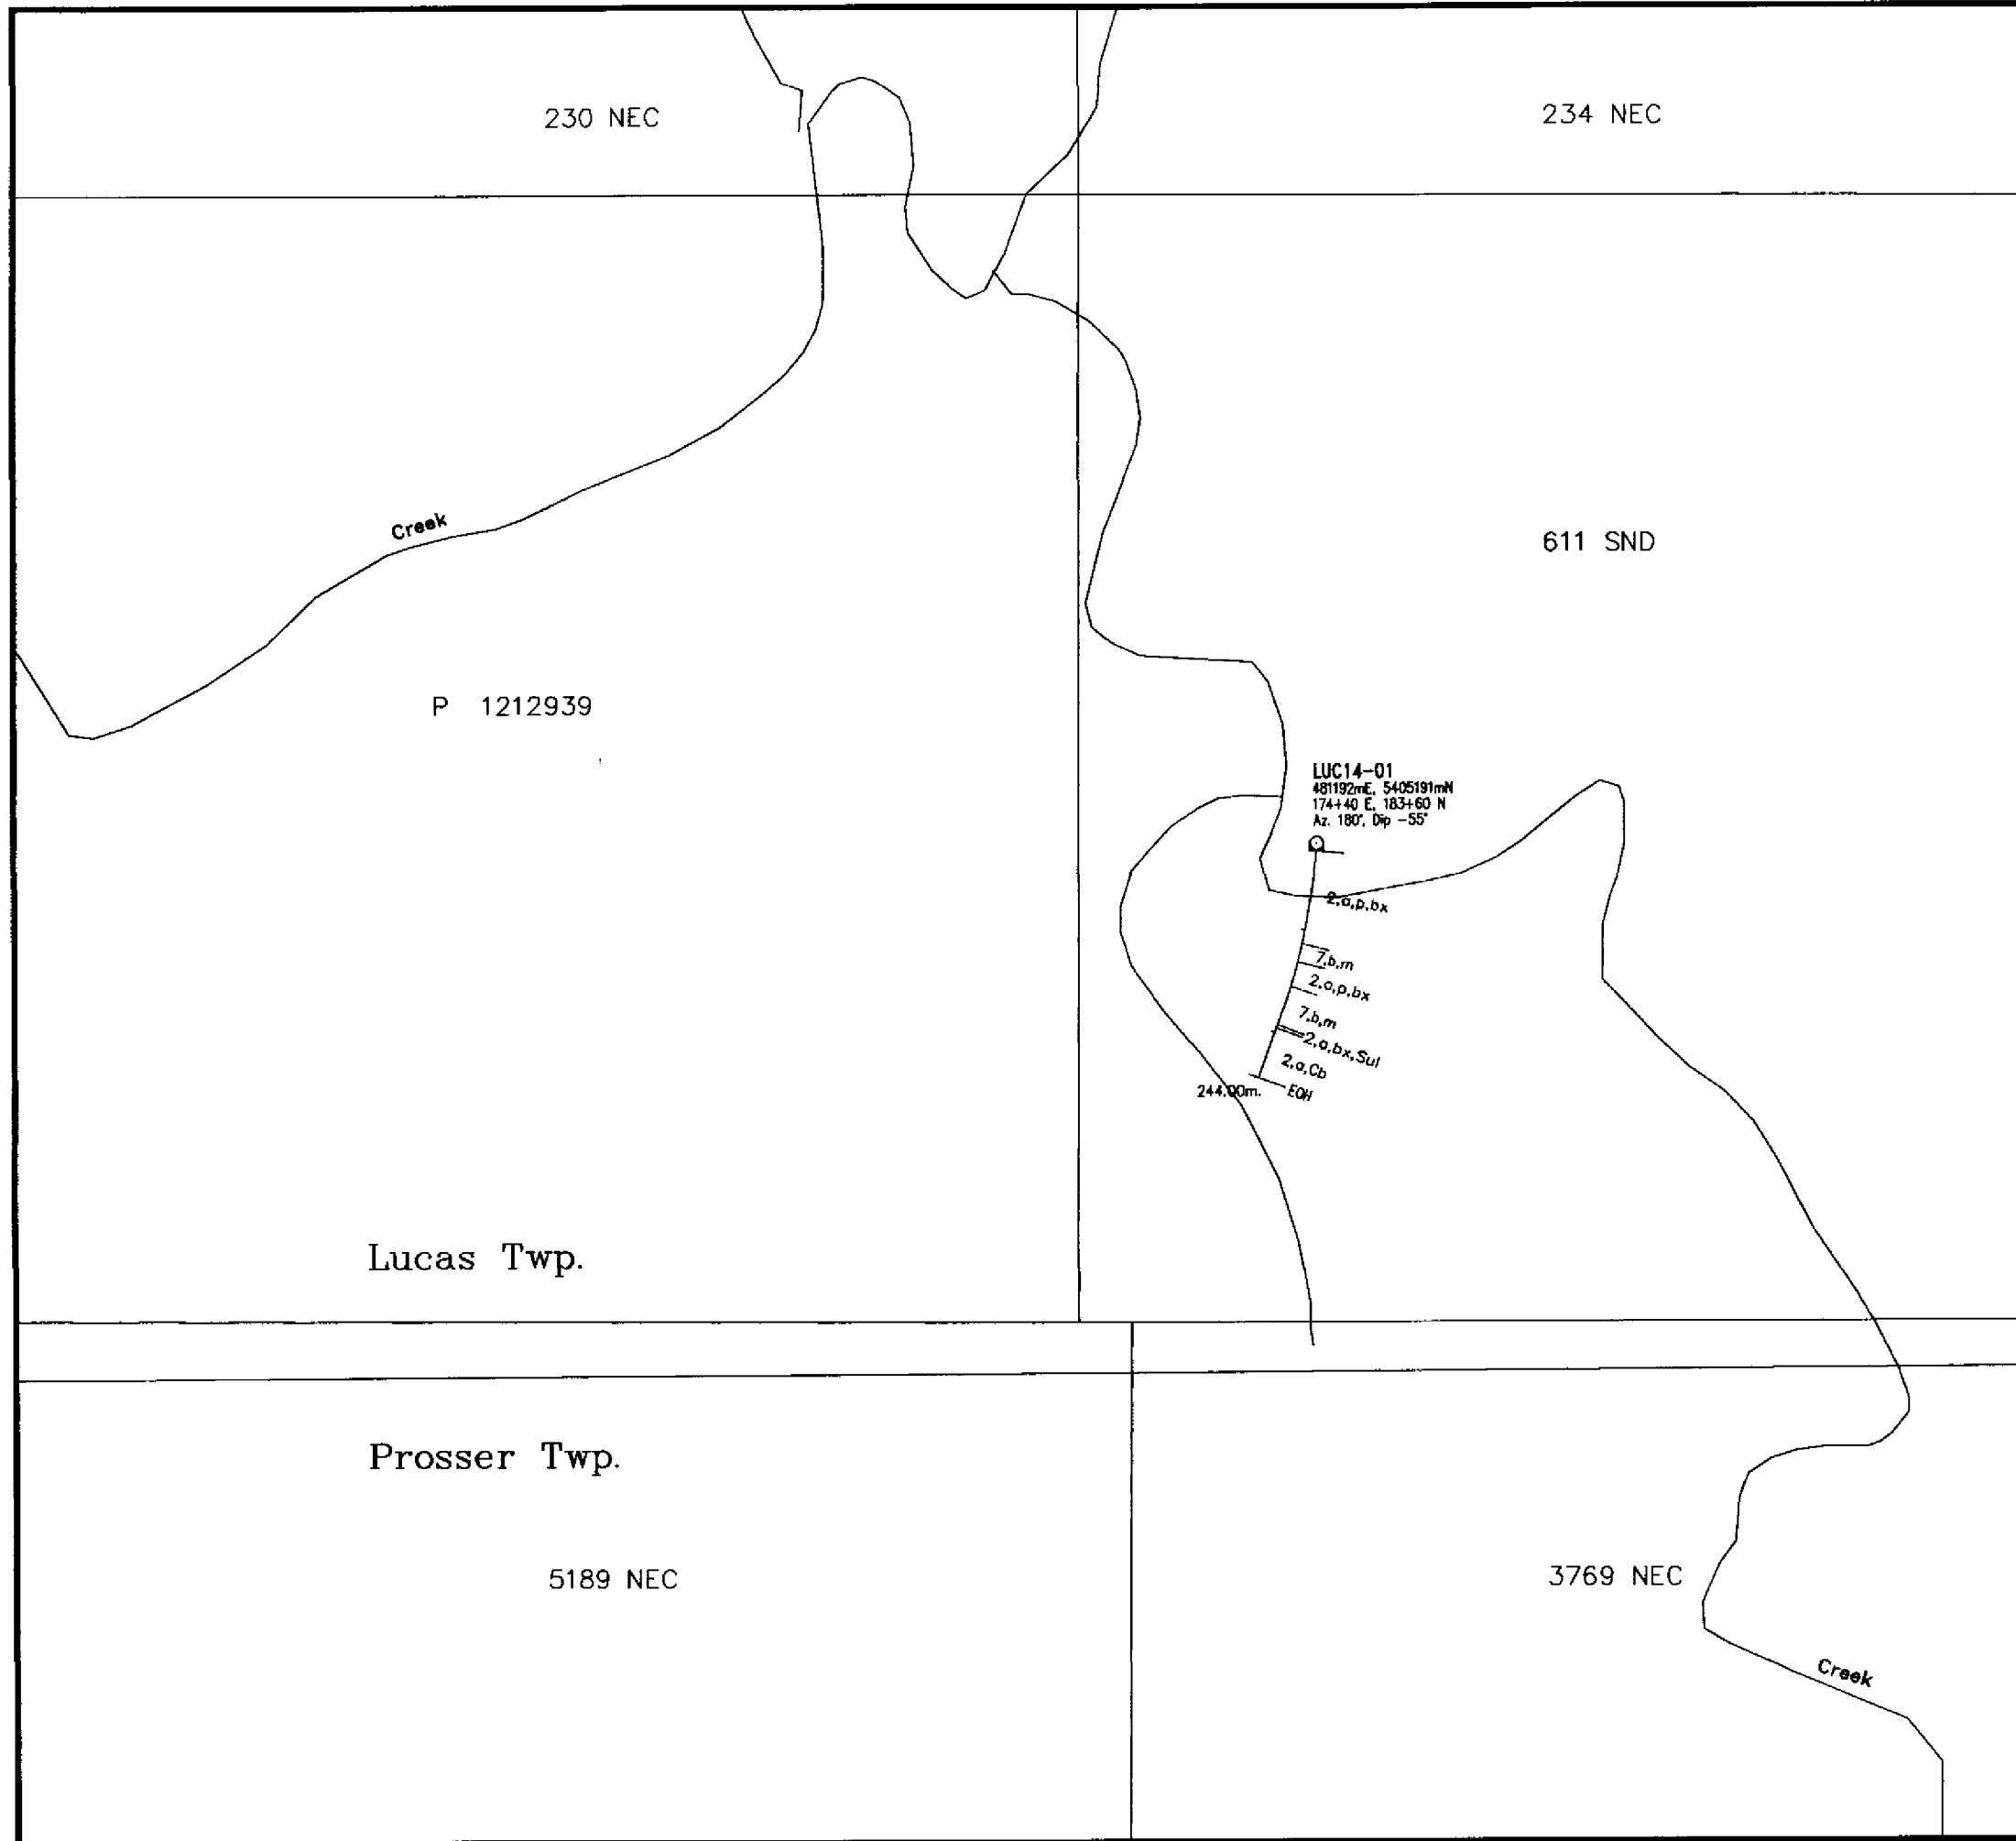 230 NEC
234 NEC
Creek
611 SND
P 1212939
LUC14-01
481192mE, 5405191mN
174+40 E, 183+60 N
Az. 180°, Dip -55°
2,a,p,bx
7,b,m
2,a,p,bx
7,b,m
2,a,bx,Sul
2,a,Cb
244.00m.
EOH
Lucas Twp.
Prosser Twp.
5189 NEC
3769 NEC
Creek